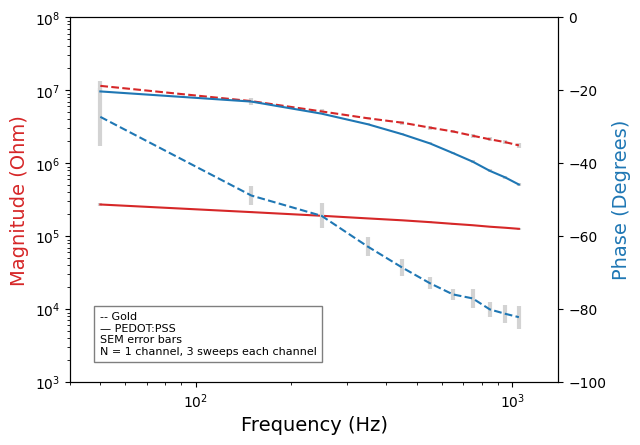 10^8
10^7
10^6
10^5
10^4
10^3
Magnitude (Ohm)
0
−20
−40
−60
−80
−100
Phase (Degrees)
-- Gold
— PEDOT:PSS
SEM error bars
N = 1 channel, 3 sweeps each channel
10^2
10^3
Frequency (Hz)